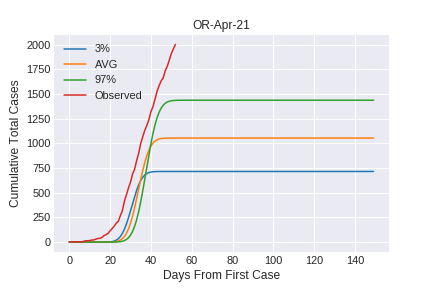 OR-Apr-21
2000
1750
1500
1250
1000
750
500
250
0
3%
AVG
97%
Observed
Cumulative Total Cases
0 20 40 60 80 100 120 140
Days From First Case